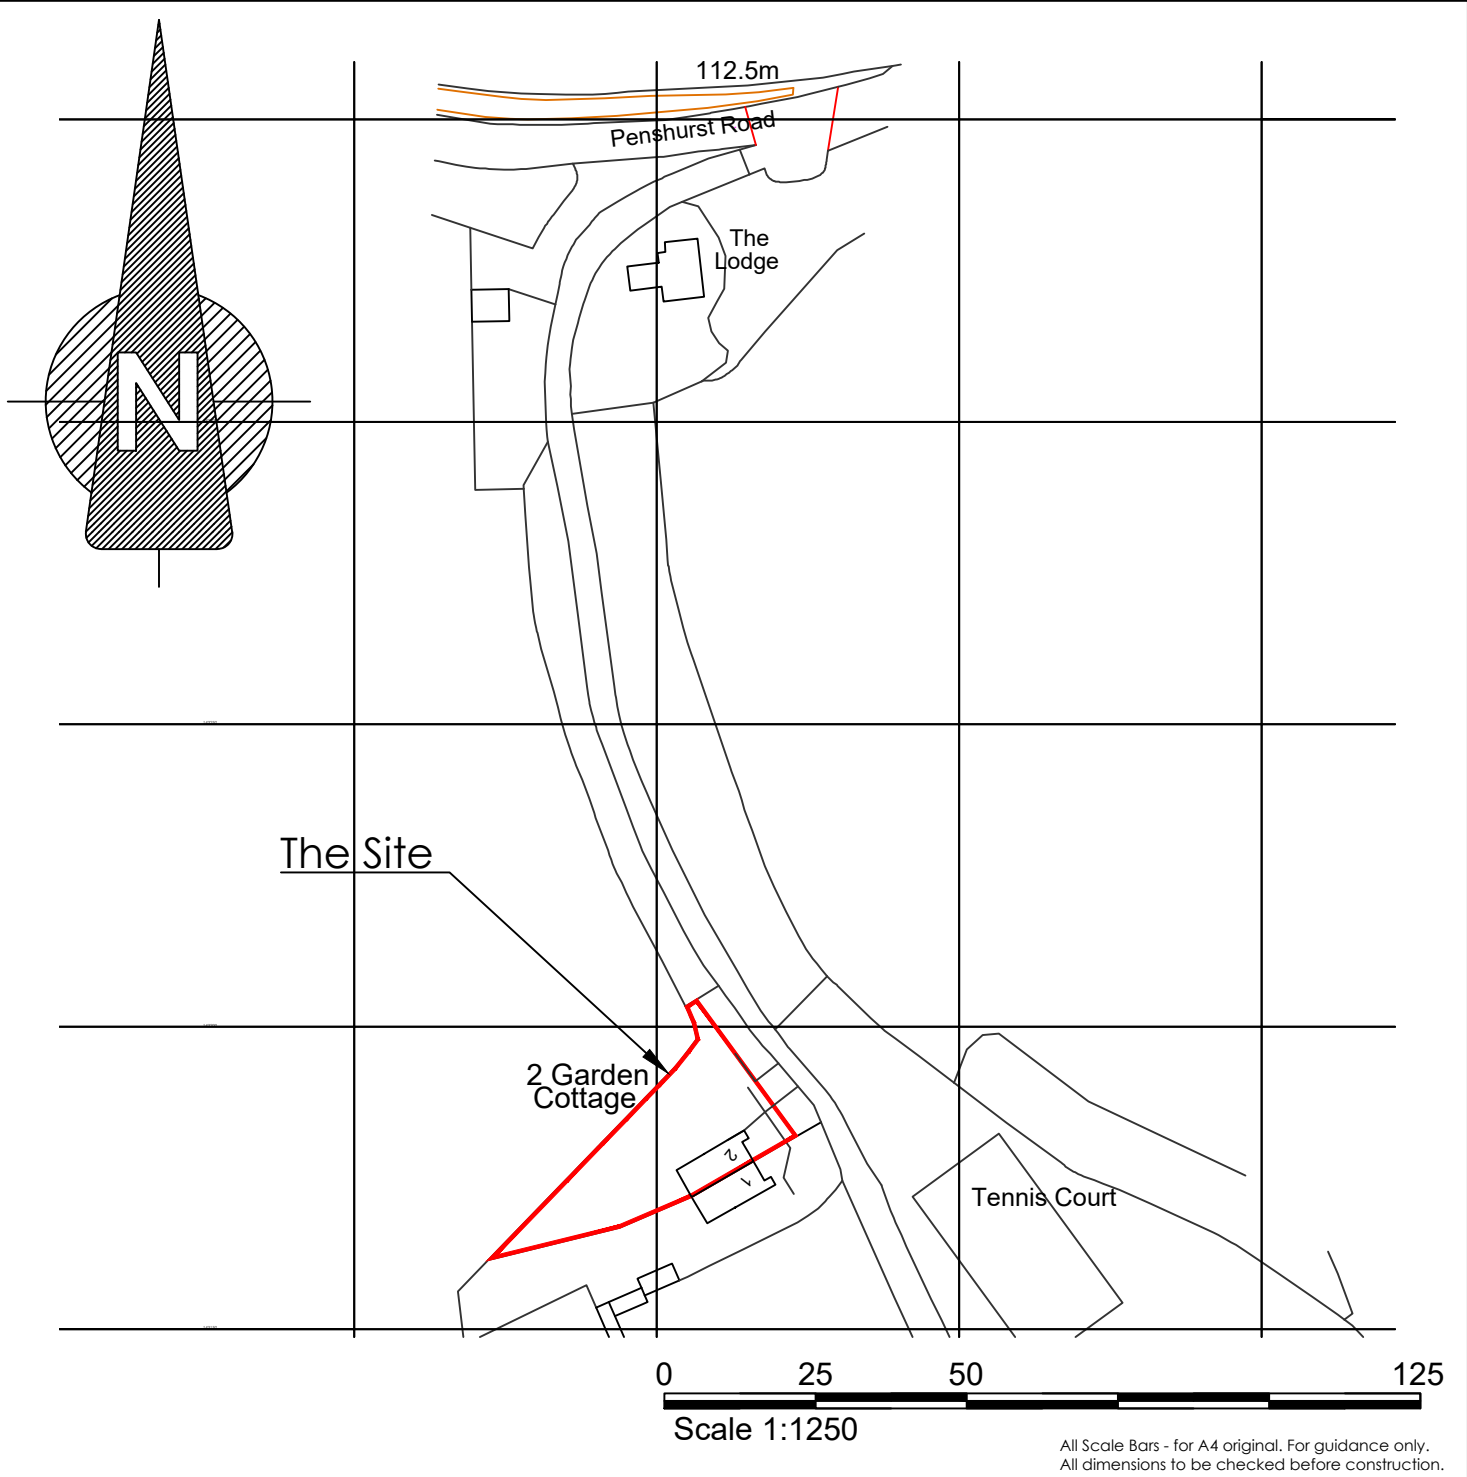 112.5m
Penshurst Road
The
Lodge
N
The Site
2 Garden
Cottage
2
1
Tennis Court
0 25 50 125
Scale 1:1250
All Scale Bars - for A4 original. For guidance only.
All dimensions to be checked before construction.